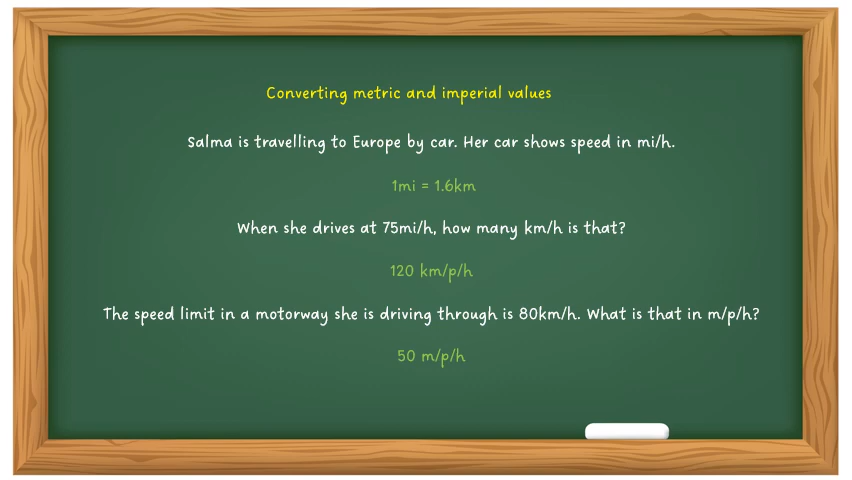 Converting metric and imperial values
Salma is travelling to Europe by car. Her car shows speed in mi/h.
1mi = 1.6km
When she drives at 75mi/h, how many km/h is that?
120 km/p/h
The speed limit in a motorway she is driving through is 80km/h. What is that in m/p/h?
50 m/p/h